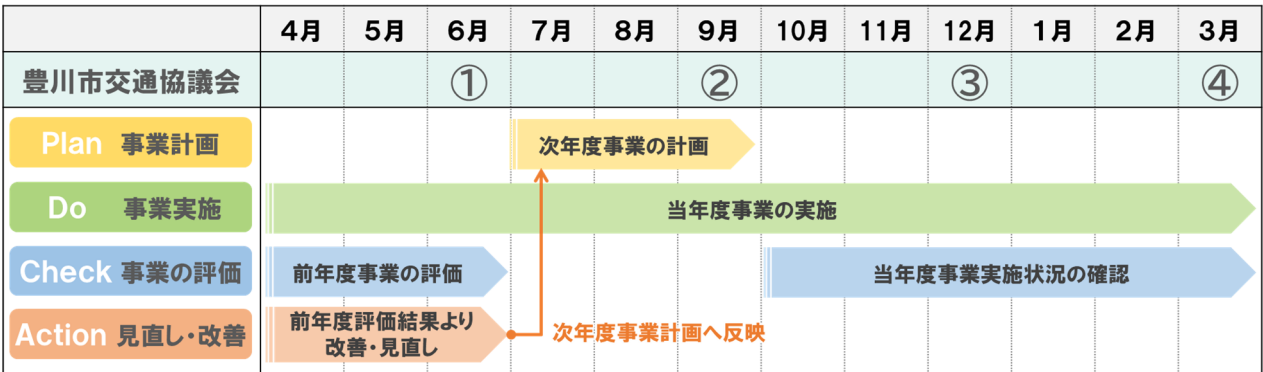 4月 5月 6月 7月 8月 9月 10月 11月 12月 1月 2月 3月
豊川市交通協議会 ① ② ③ ④
Plan 事業計画 次年度事業の計画
Do 事業実施 当年度事業の実施
Check 事業の評価 前年度事業の評価 当年度事業実施状況の確認
Action 見直し・改善 前年度評価結果より
改善・見直し
次年度事業計画へ反映